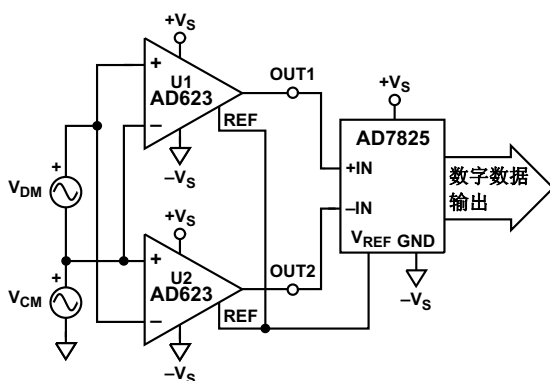 +VS
+
U1
AD623
−
REF
−VS
OUT1
+VS
AD7825
+IN
−IN
VREF GND
−VS
数字数据
输出
+
VDM
+
VCM
+VS
+
U2
AD623
−
REF
−VS
OUT2